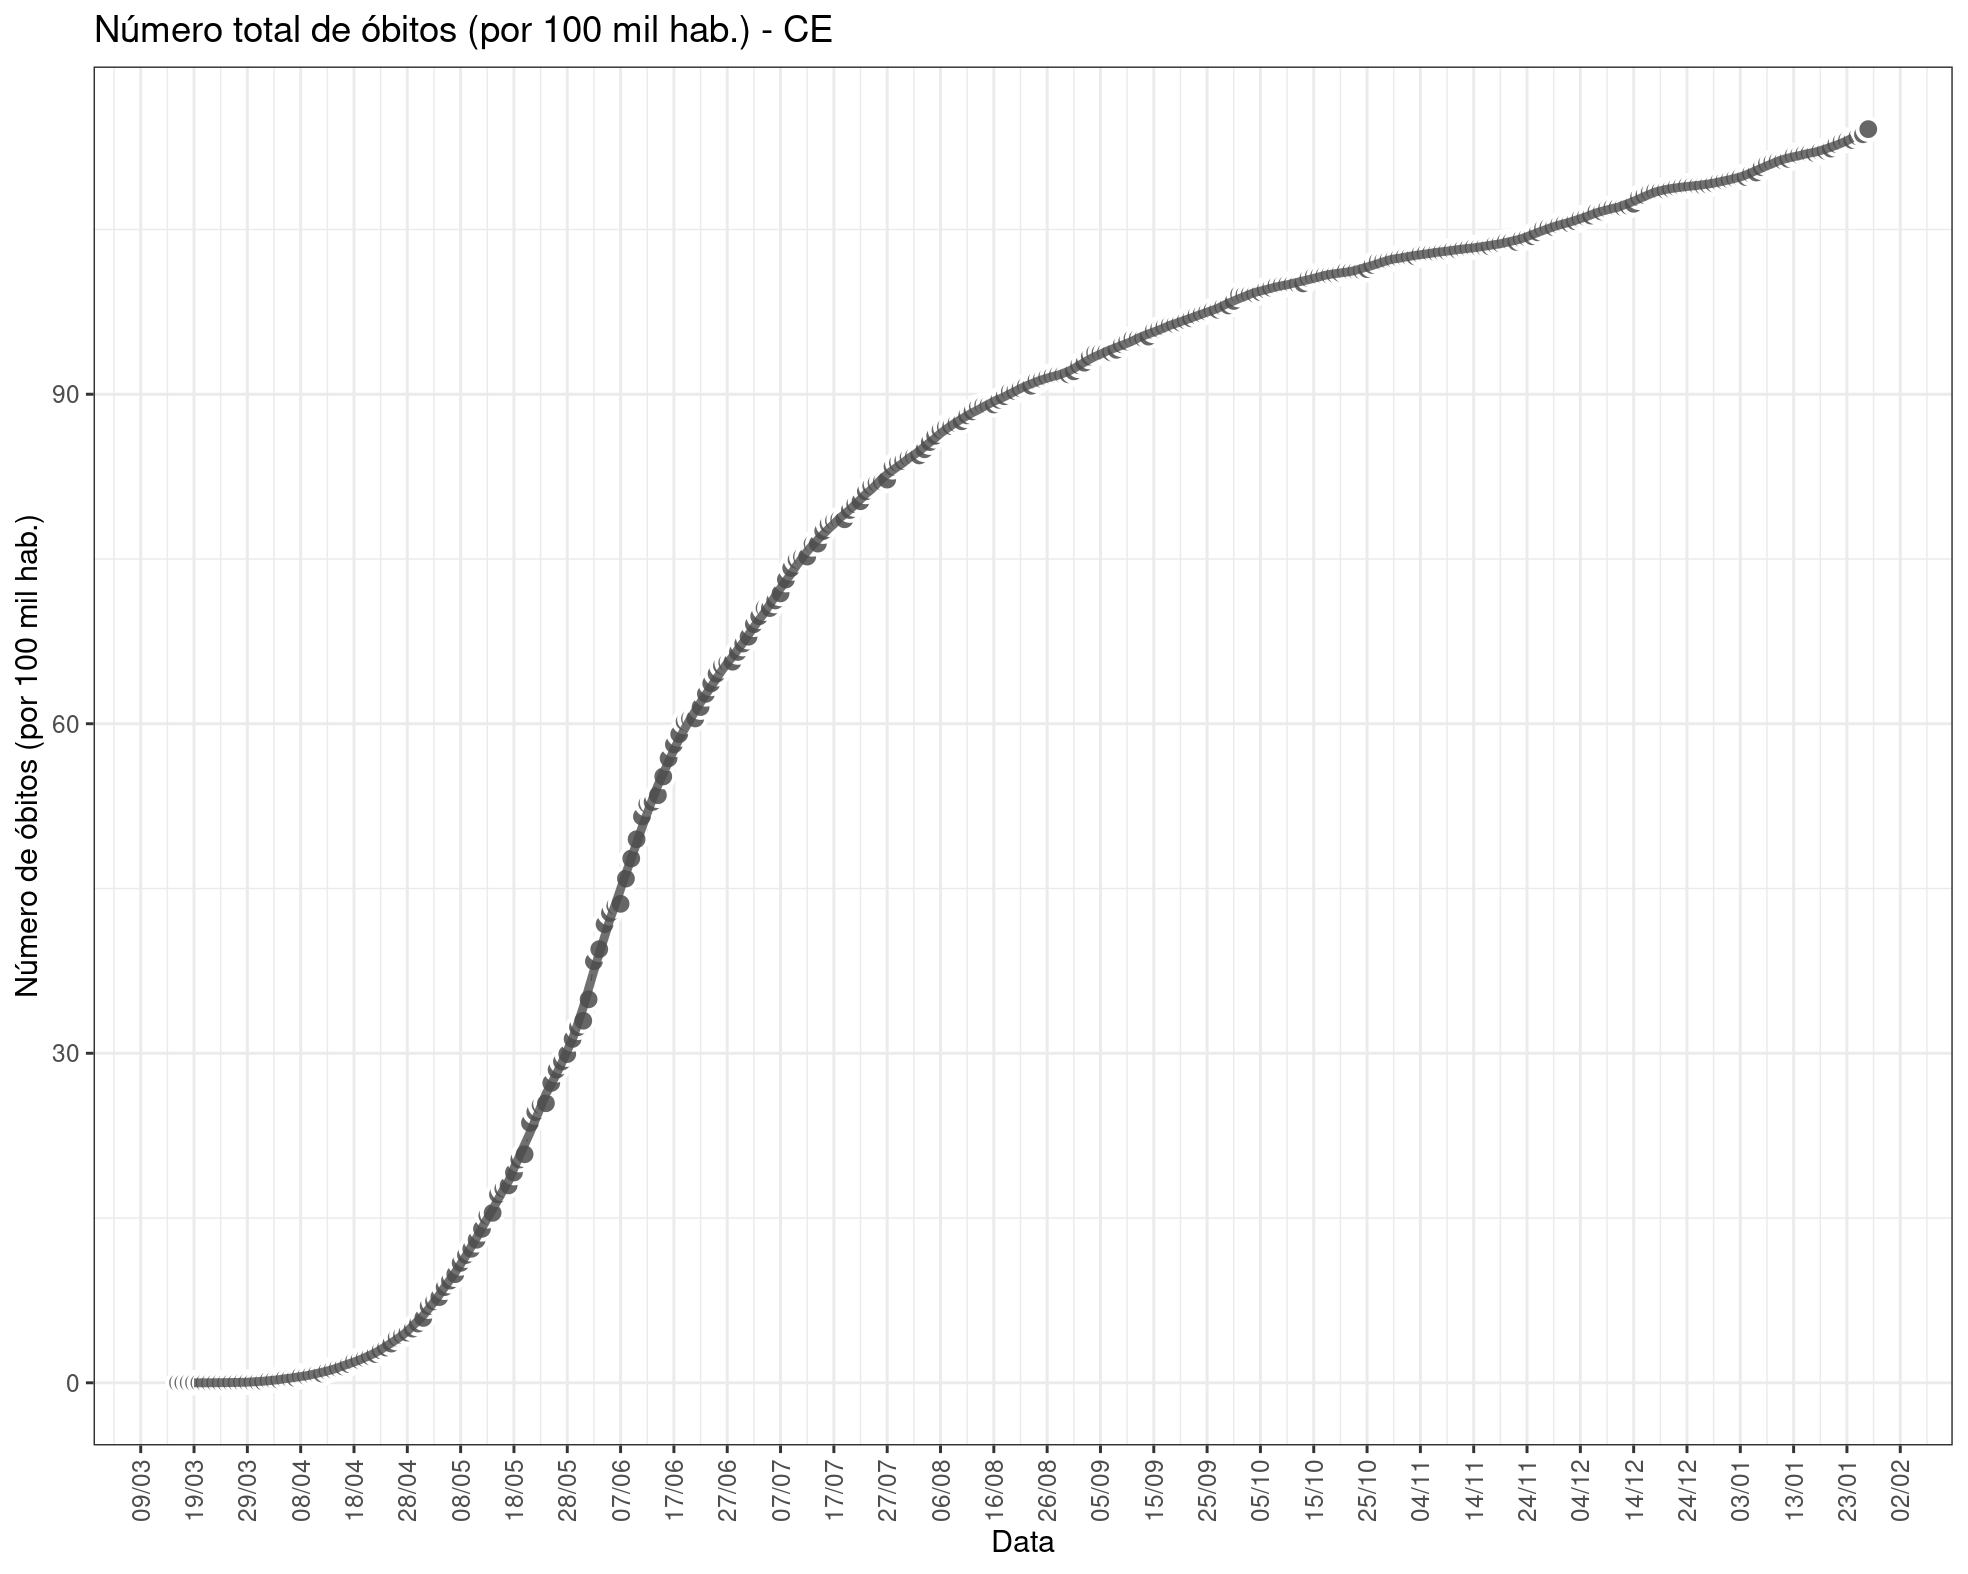 Número total de óbitos (por 100 mil hab.) - CE
Número de óbitos (por 100 mil hab.)
90
60
30
0
09/03 19/03 29/03 08/04 18/04 28/04 08/05 18/05 28/05 07/06 17/06 27/06 07/07 17/07 27/07 06/08 16/08 26/08 05/09 15/09 25/09 05/10 15/10 25/10 04/11 14/11 24/11 04/12 14/12 24/12 03/01 13/01 23/01 02/02
Data